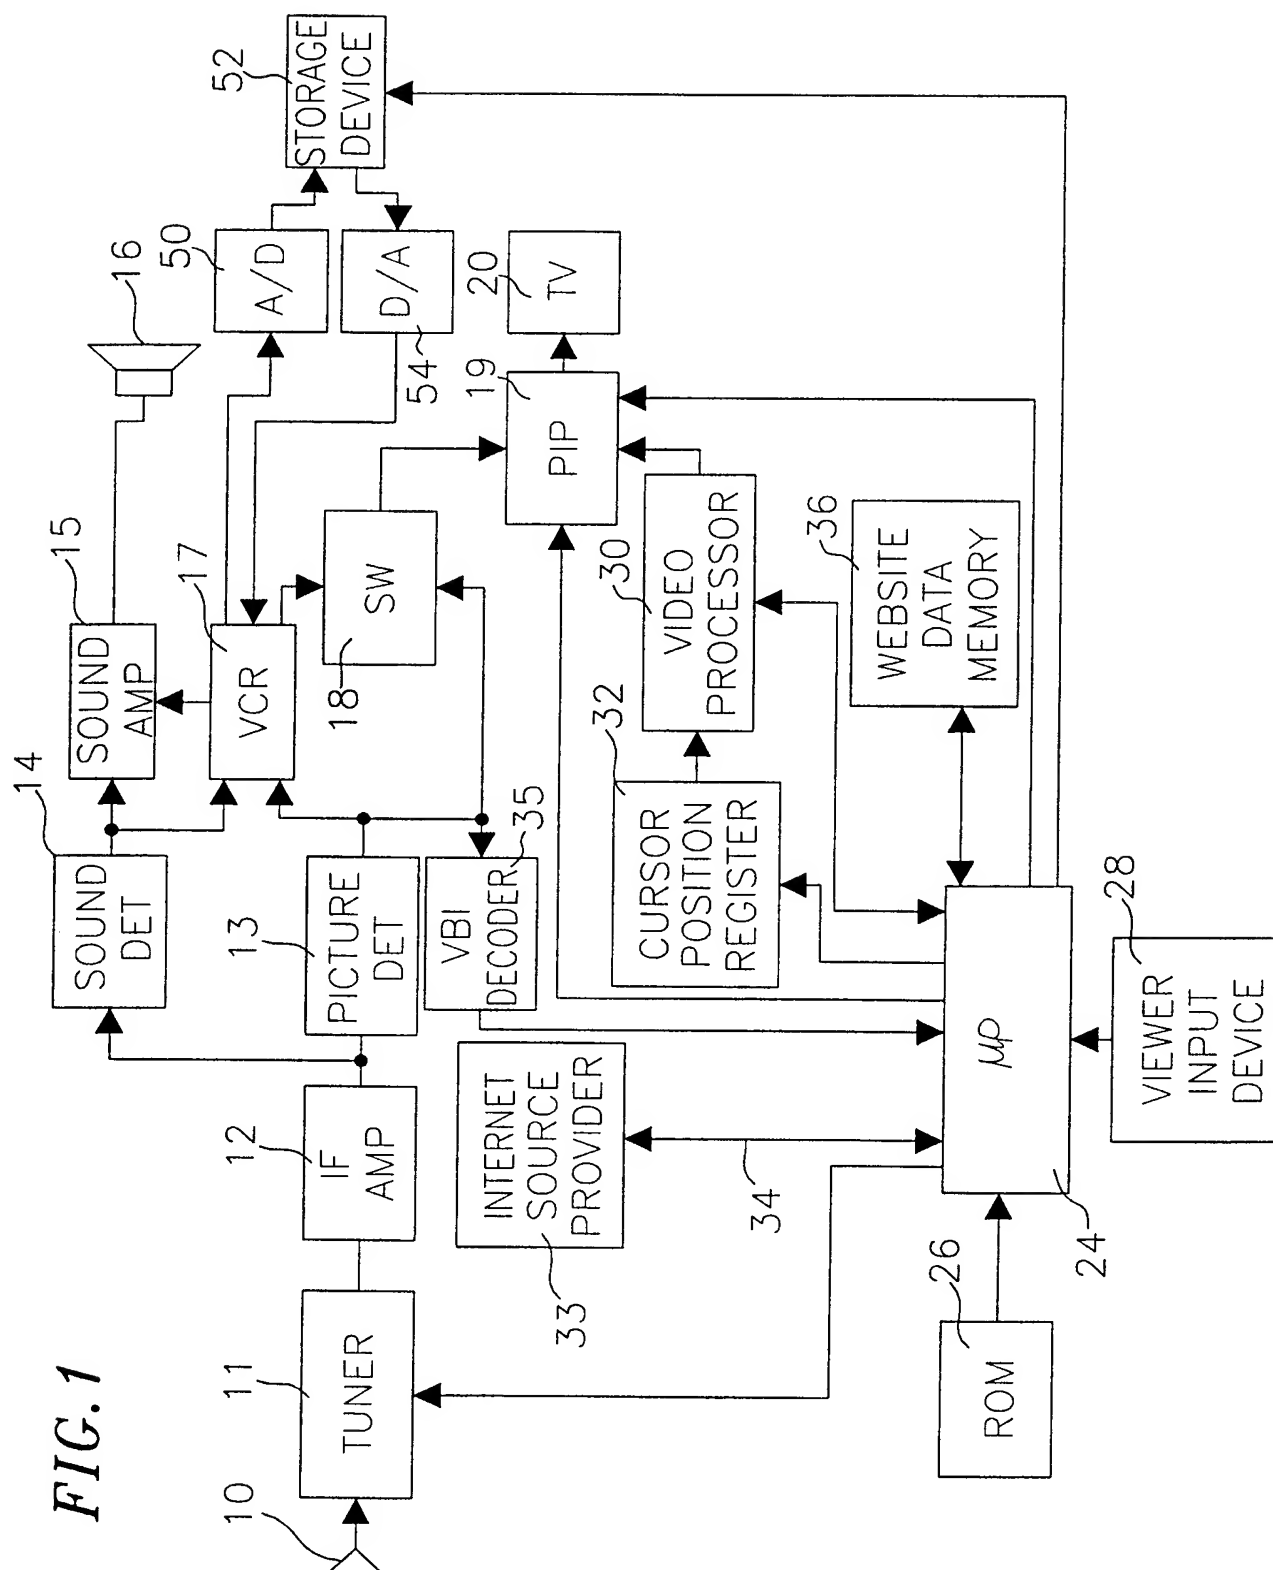 FIG.1
10
11
TUNER
12
IF
AMP
13
PICTURE
DET
14
SOUND
DET
15
SOUND
AMP
16
17
VCR
18
SW
50
A/D
52
STORAGE
DEVICE
D/A
54
19
PIP
20
TV
35
VBI
DECODER
33
INTERNET
SOURCE
PROVIDER
34
32
CURSOR
POSITION
REGISTER
30
VIDEO
PROCESSOR
36
WEBSITE
DATA
MEMORY
26
ROM
24
μp
28
VIEWER
INPUT
DEVICE